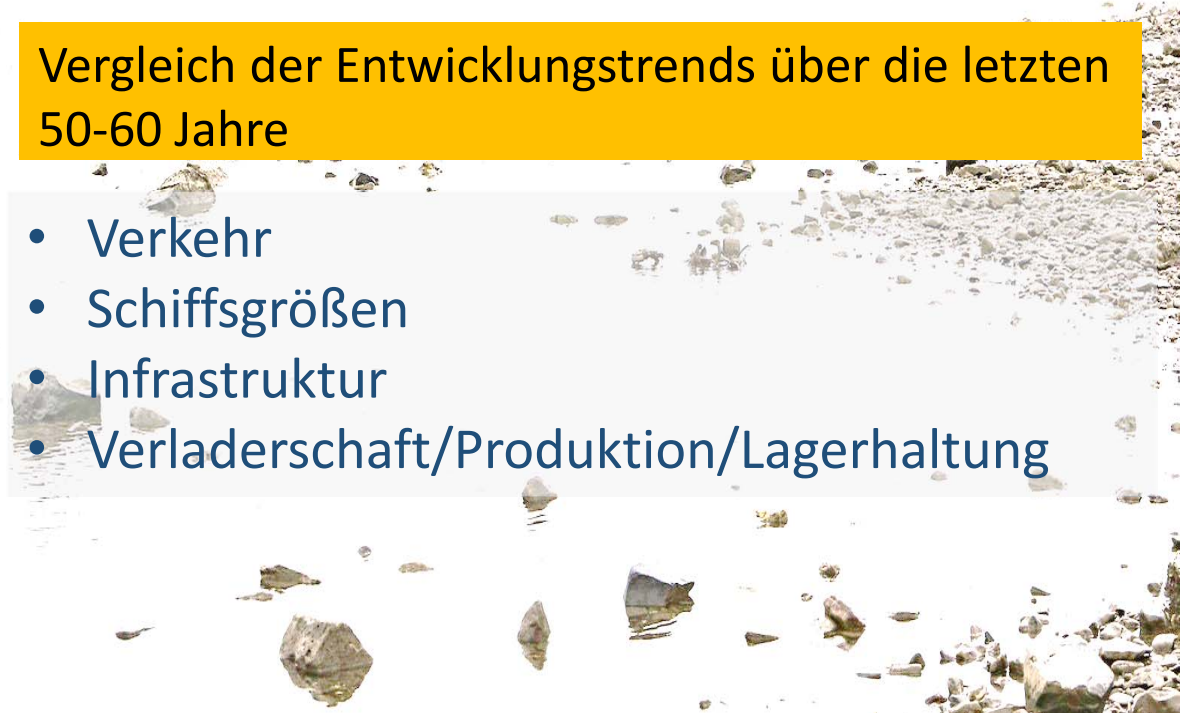 Vergleich der Entwicklungstrends über die letzten
50-60 Jahre
• Verkehr
• Schiffsgrößen
• Infrastruktur
• Verladerschaft/Produktion/Lagerhaltung